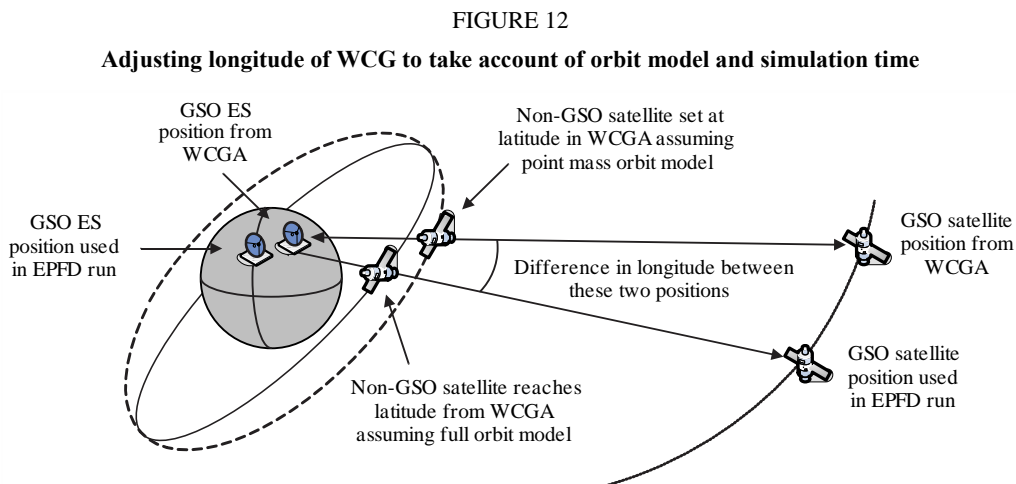 FIGURE 12
Adjusting longitude of WCG to take account of orbit model and simulation time
GSO ES
position from
WCGA
Non-GSO satellite set at
latitude in WCGA assuming
point mass orbit model
GSO ES
position used
in EPFD run
GSO satellite
position from
WCGA
Difference in longitude between
these two positions
Non-GSO satellite reaches
latitude from WCGA
assuming full orbit model
GSO satellite
position used
in EPFD run